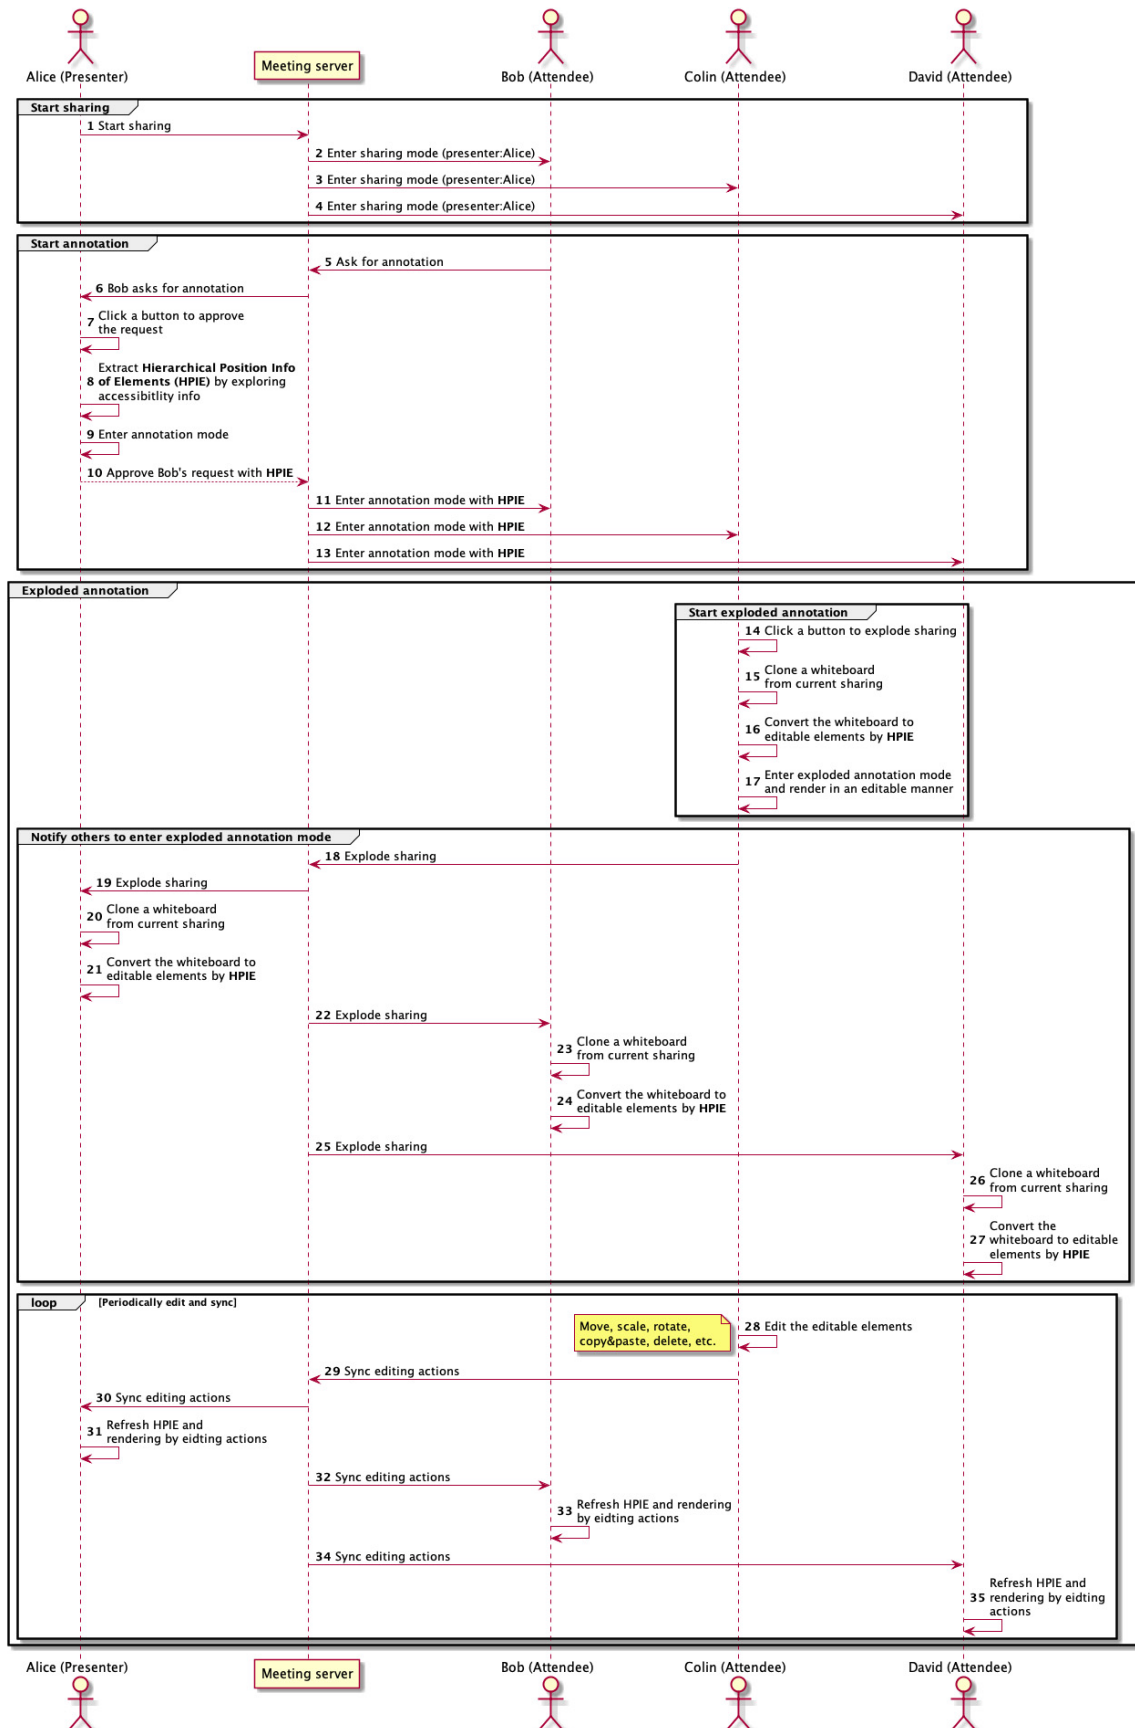 Alice (Presenter)
Meeting server
Bob (Attendee)
Colin (Attendee)
David (Attendee)
Start sharing
1 Start sharing
2 Enter sharing mode (presenter:Alice)
3 Enter sharing mode (presenter:Alice)
4 Enter sharing mode (presenter:Alice)
Start annotation
5 Ask for annotation
6 Bob asks for annotation
7 Click a button to approve
the request
Extract Hierarchical Position Info
8 of Elements (HPIE) by exploring
accessibitlity info
9 Enter annotation mode
10 Approve Bob's request with HPIE
11 Enter annotation mode with HPIE
12 Enter annotation mode with HPIE
13 Enter annotation mode with HPIE
Exploded annotation
Start exploded annotation
14 Click a button to explode sharing
15 Clone a whiteboard
from current sharing
16 Convert the whiteboard to
editable elements by HPIE
17 Enter exploded annotation mode
and render in an editable manner
Notify others to enter exploded annotation mode
18 Explode sharing
19 Explode sharing
20 Clone a whiteboard
from current sharing
21 Convert the whiteboard to
editable elements by HPIE
22 Explode sharing
23 Clone a whiteboard
from current sharing
24 Convert the whiteboard to
editable elements by HPIE
25 Explode sharing
26 Clone a whiteboard
from current sharing
Convert the
27 whiteboard to editable
elements by HPIE
loop [Periodically edit and sync]
Move, scale, rotate,
copy&paste, delete, etc.
28 Edit the editable elements
29 Sync editing actions
30 Sync editing actions
31 Refresh HPIE and
rendering by eidting actions
32 Sync editing actions
33 Refresh HPIE and rendering
by eidting actions
34 Sync editing actions
Refresh HPIE and
35 rendering by eidting
actions
Alice (Presenter)
Meeting server
Bob (Attendee)
Colin (Attendee)
David (Attendee)